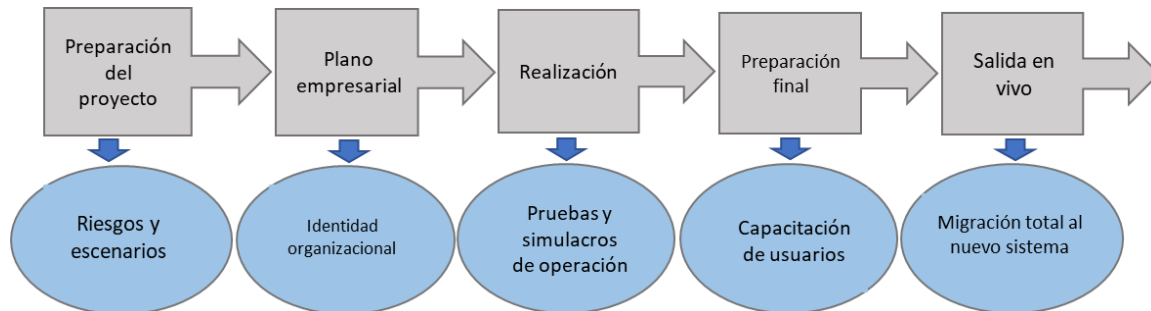 Preparación
del
proyecto
Plano
empresarial
Realización
Preparación
final
Salida en
vivo
Riesgos y
escenarios
Identidad
organizacional
Pruebas y
simulacros
de operación
Capacitación
de usuarios
Migración total al
nuevo sistema